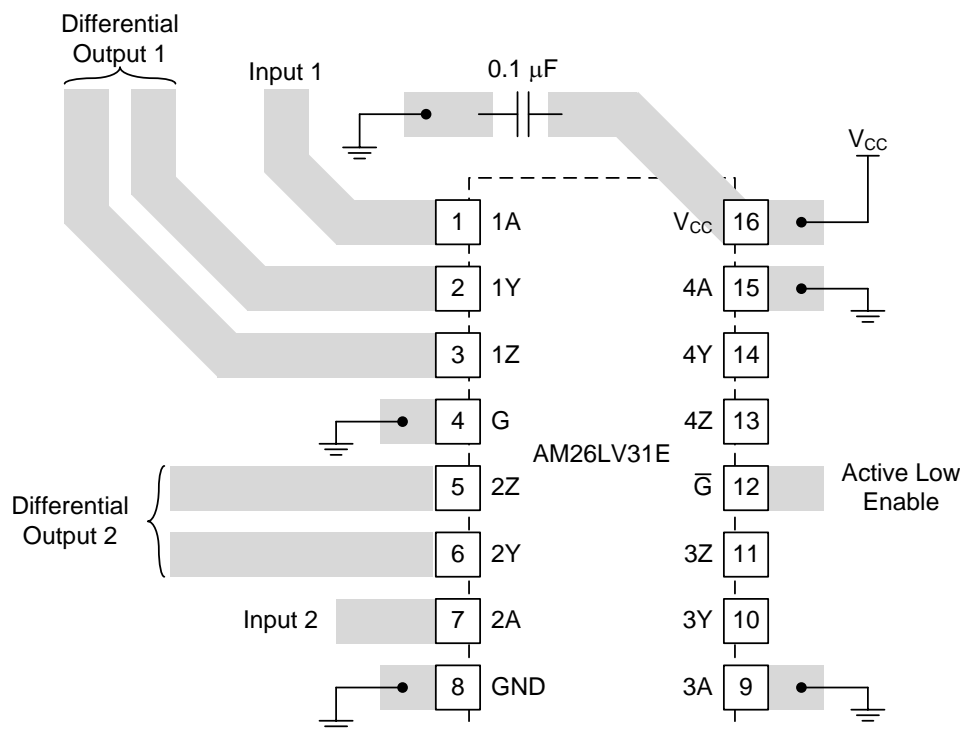 Differential
Output 1
Input 1
0.1 μF
V_CC
1 1A
V_CC 16
2 1Y
4A 15
3 1Z
4Y 14
4 G
4Z 13
AM26LV31E
5 2Z
G̅ 12
Active Low
Enable
Differential
Output 2
6 2Y
3Z 11
Input 2
7 2A
3Y 10
8 GND
3A 9